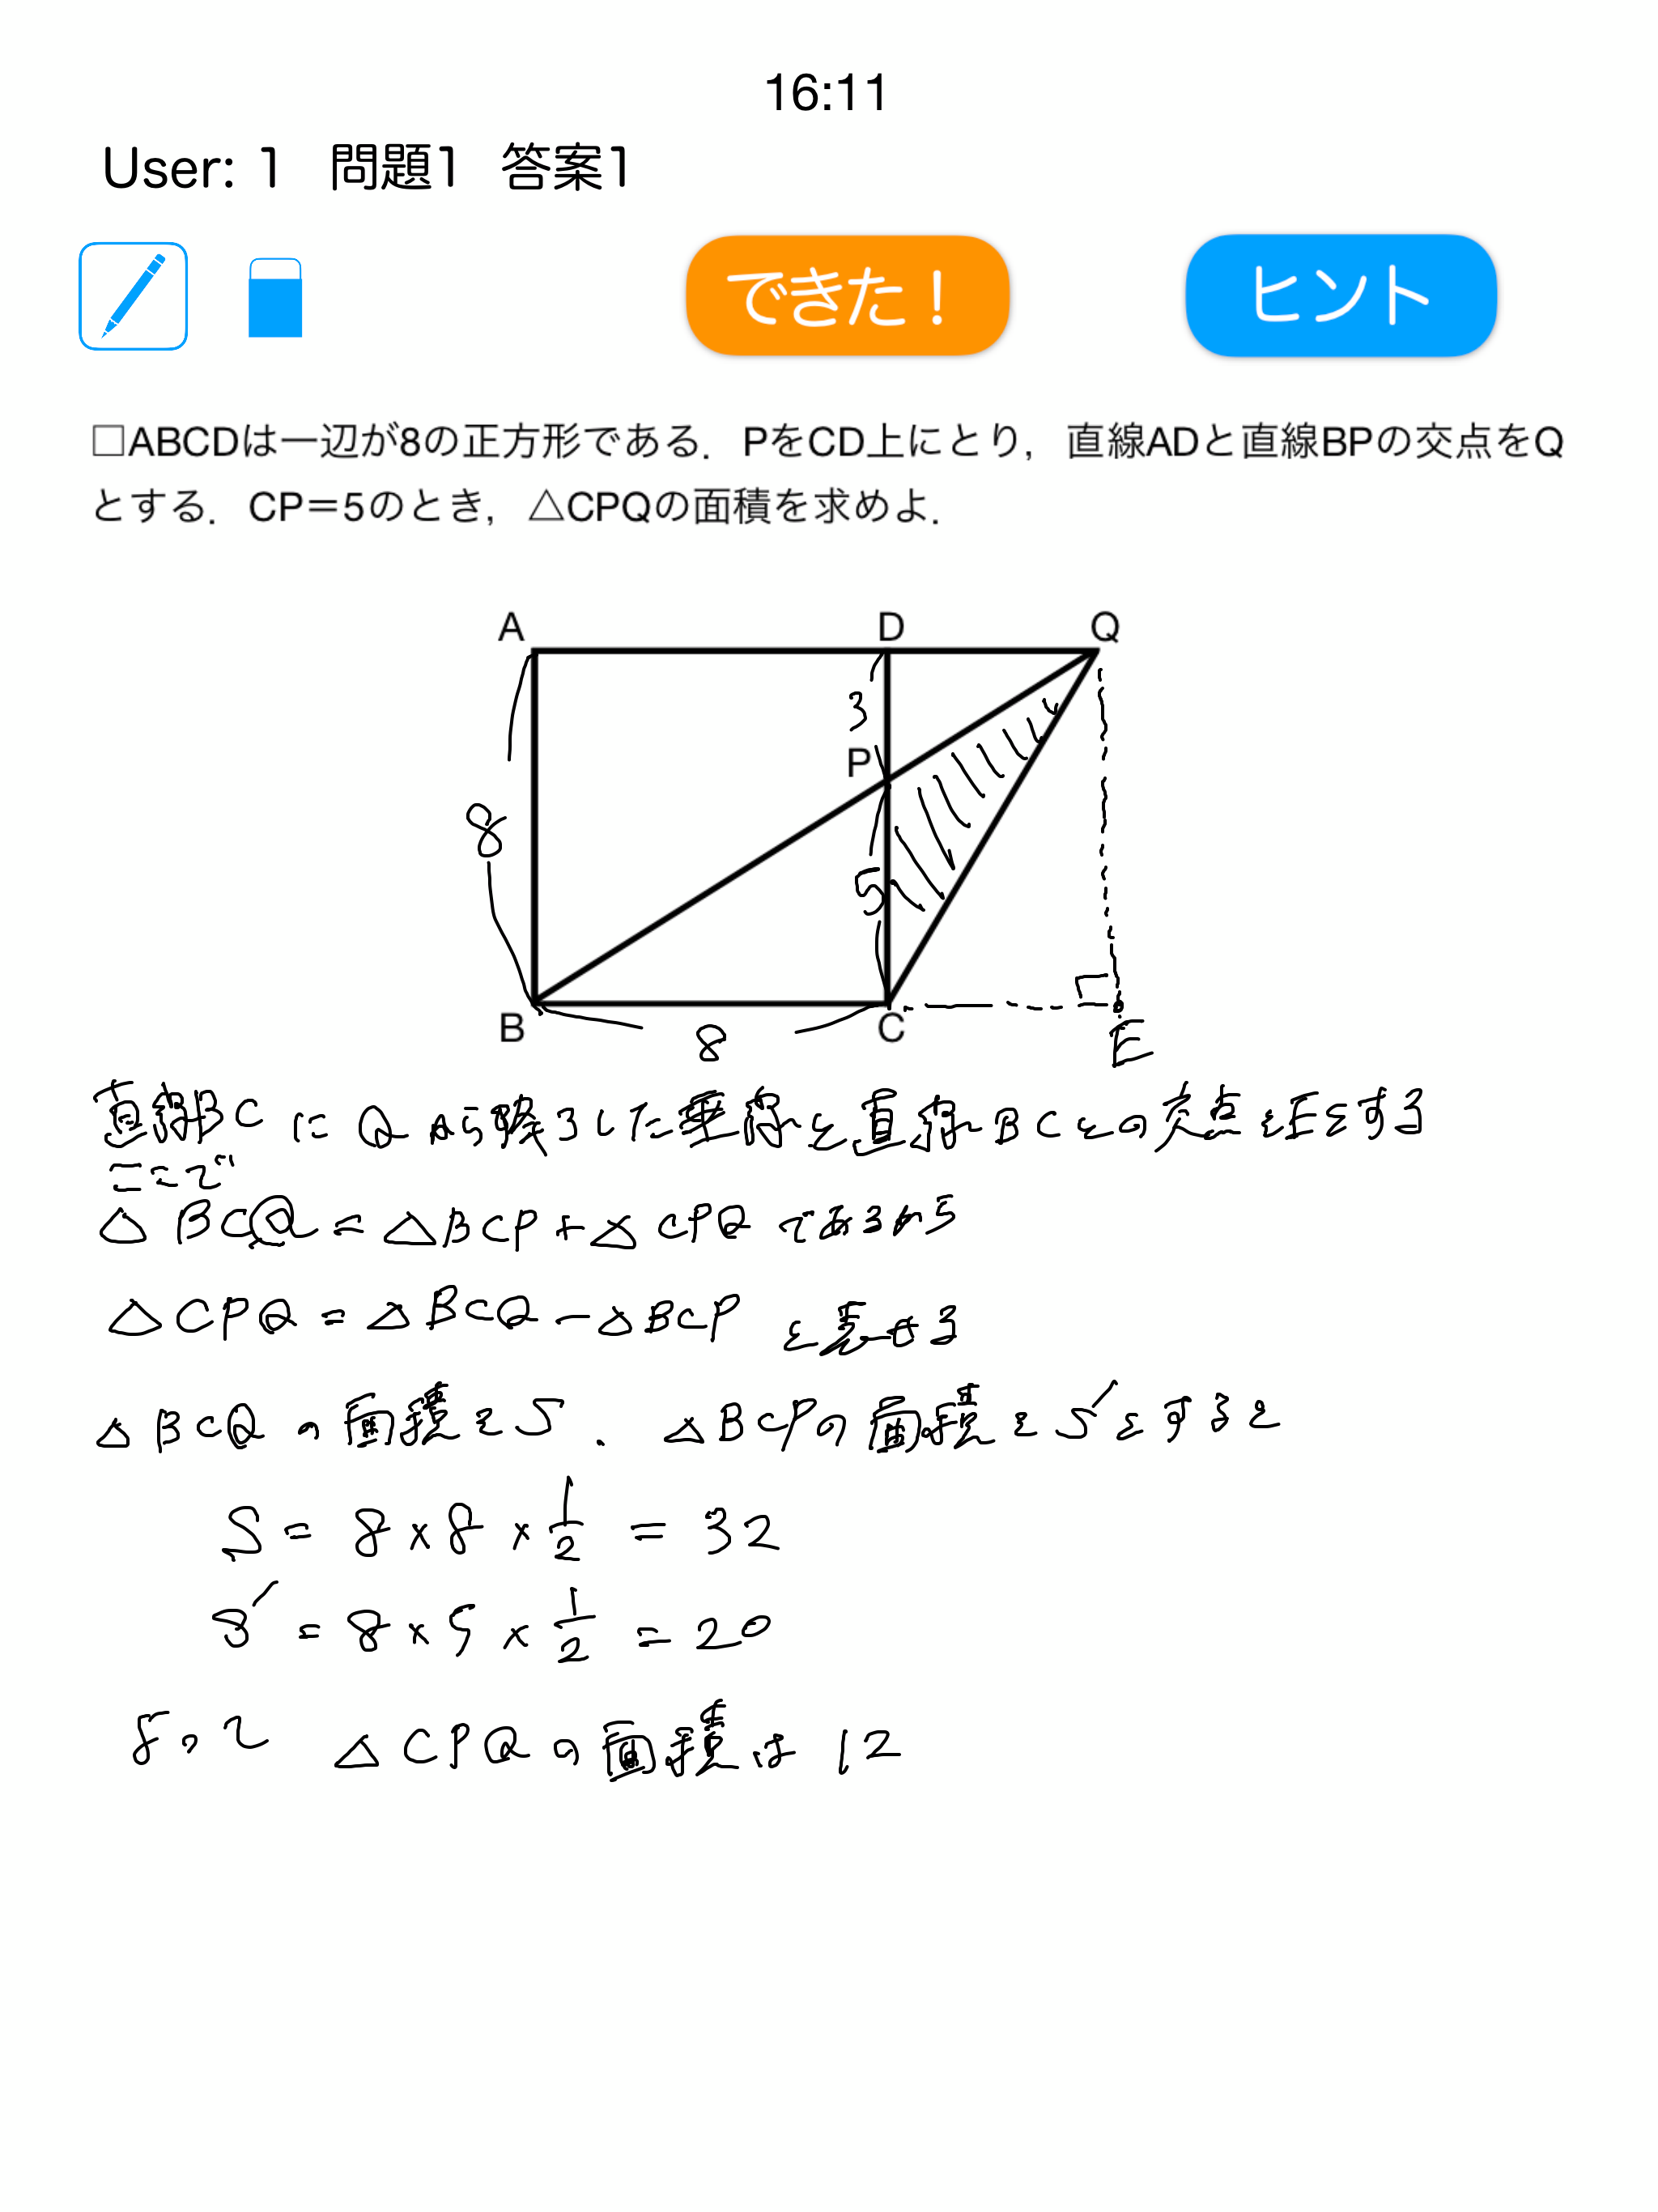 16:11
User: 1 問題1 答案1
できた！ ヒント
□ABCDは一辺が8の正方形である．PをCD上にとり，直線ADと直線BPの交点をQ
とする．CP＝5のとき，△CPQの面積を求めよ．
A D Q
3
P
8
5
B C
8
E
直線BCにQから降ろした垂線と直線BCとの交点をEとする
ここで
△BCQ=△BCP+△CPQであるから
△CPQ=△BCQ-△BCPと表せる
△BCQの面積をS、△BCPの面積をS'とすると
S=8×8×1/2=32
S'=8×5×1/2=20
よって △CPQの面積は12